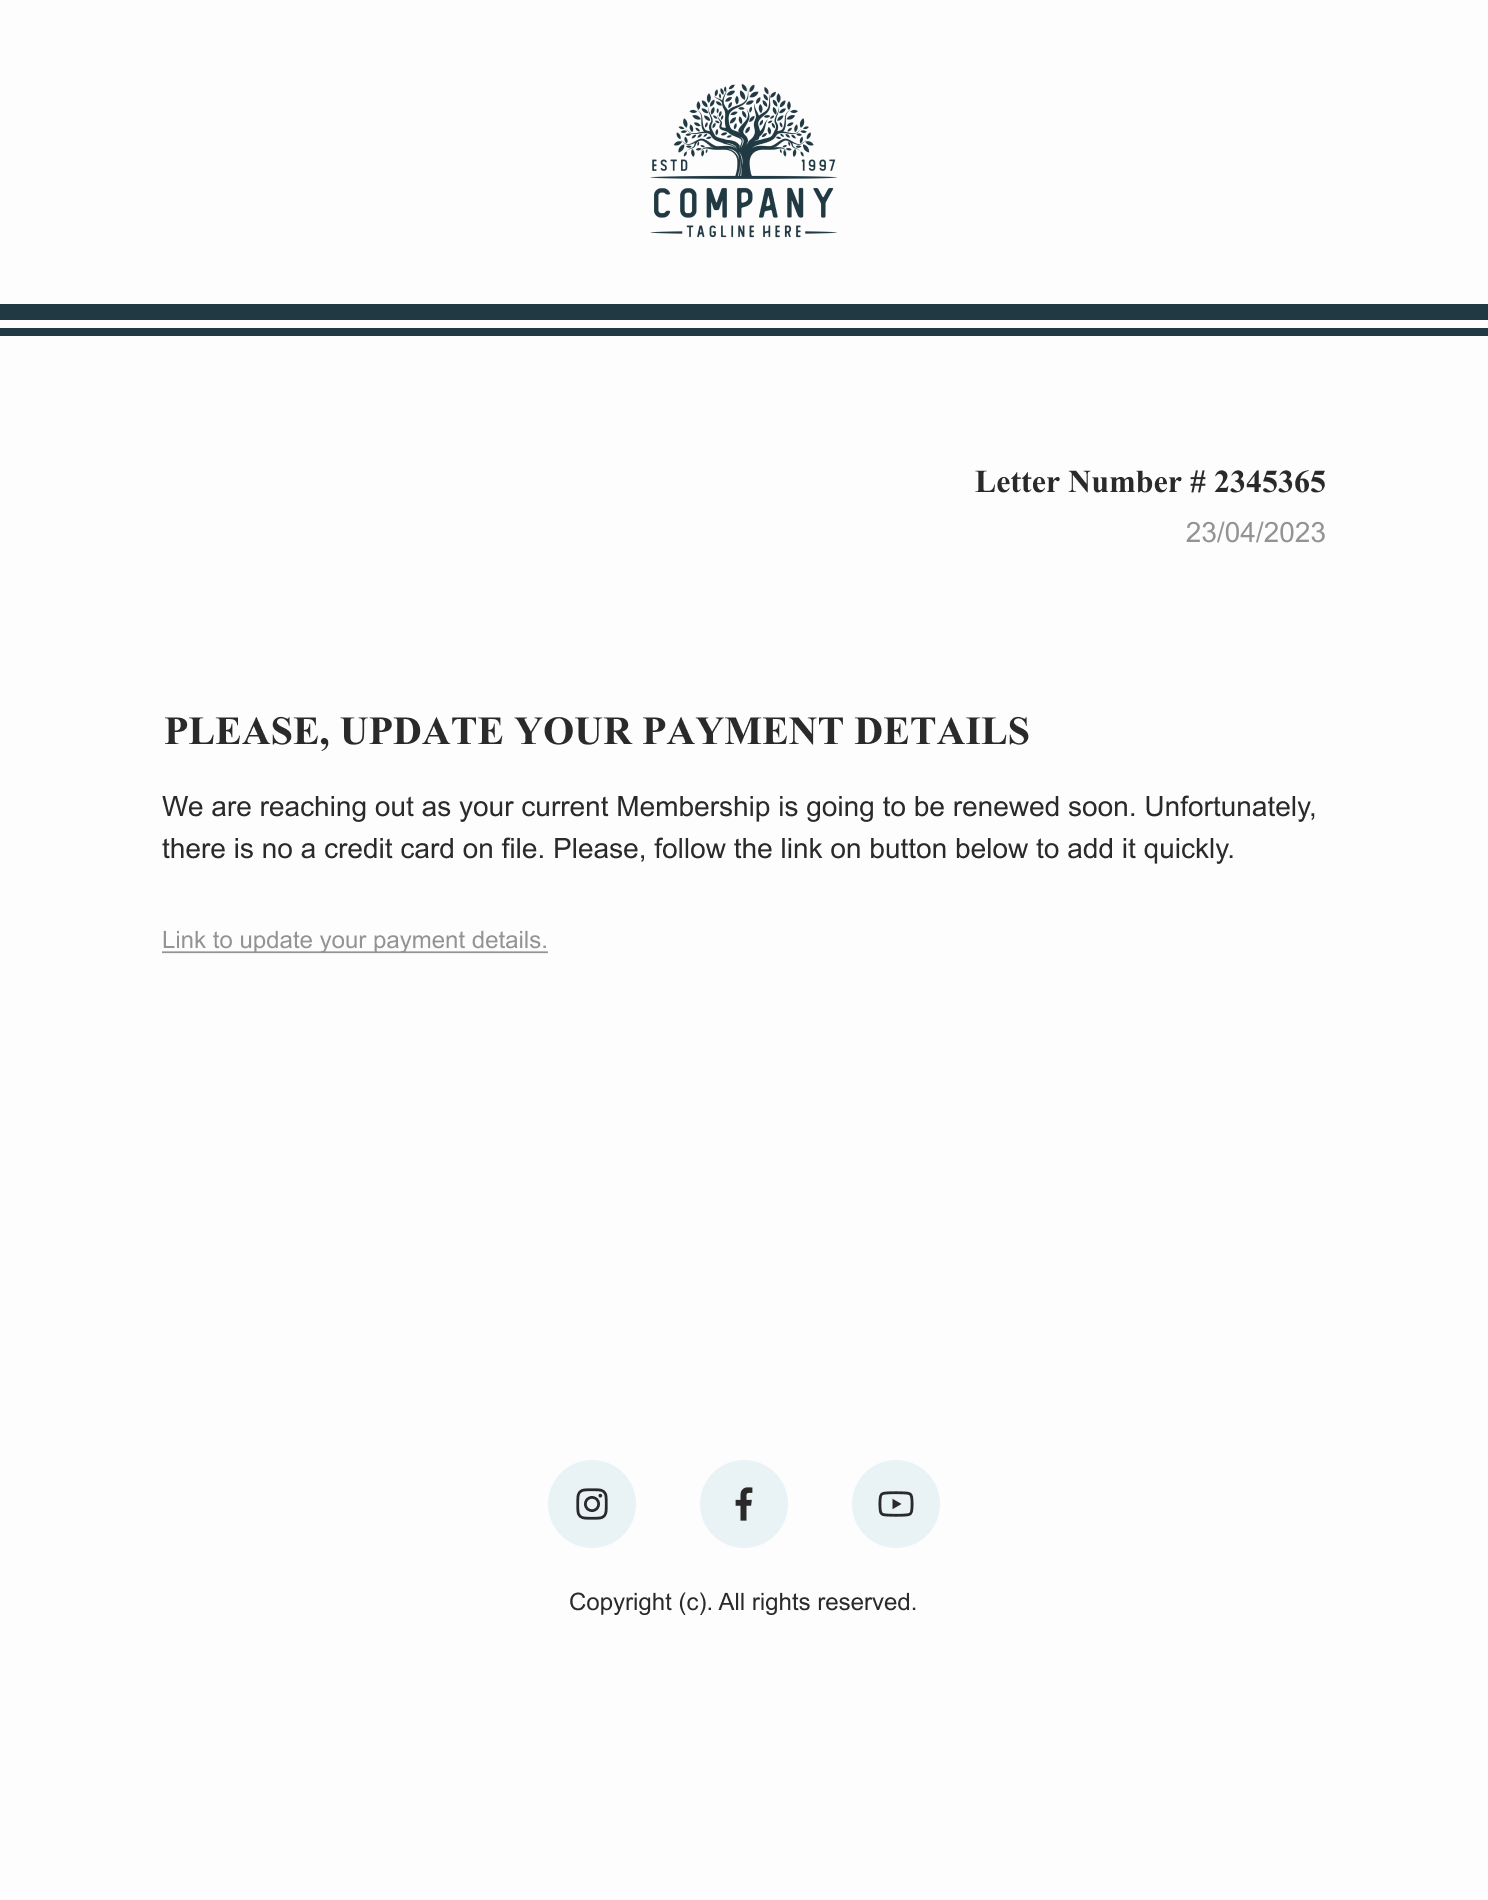 ESTD 1997
COMPANY
TAGLINE HERE
Letter Number # 2345365
23/04/2023
PLEASE, UPDATE YOUR PAYMENT DETAILS
We are reaching out as your current Membership is going to be renewed soon. Unfortunately,
there is no a credit card on file. Please, follow the link on button below to add it quickly.
Link to update your payment details.
Copyright (c). All rights reserved.